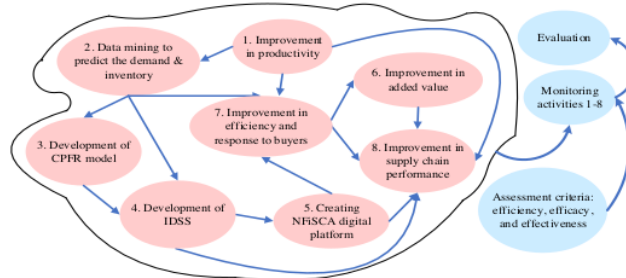 1. Improvement
in productivity
2. Data mining to
predict the demand &
inventory
6. Improvement in
added value
7. Improvement in
efficiency and
response to buyers
3. Development of
CPFR model
8. Improvement in
supply chain
performance
4. Development of
IDSS
5. Creating
NFiSCA digital
platform
Evaluation
Monitoring
activities 1-8
Assessment criteria:
efficiency, efficacy,
and effectiveness